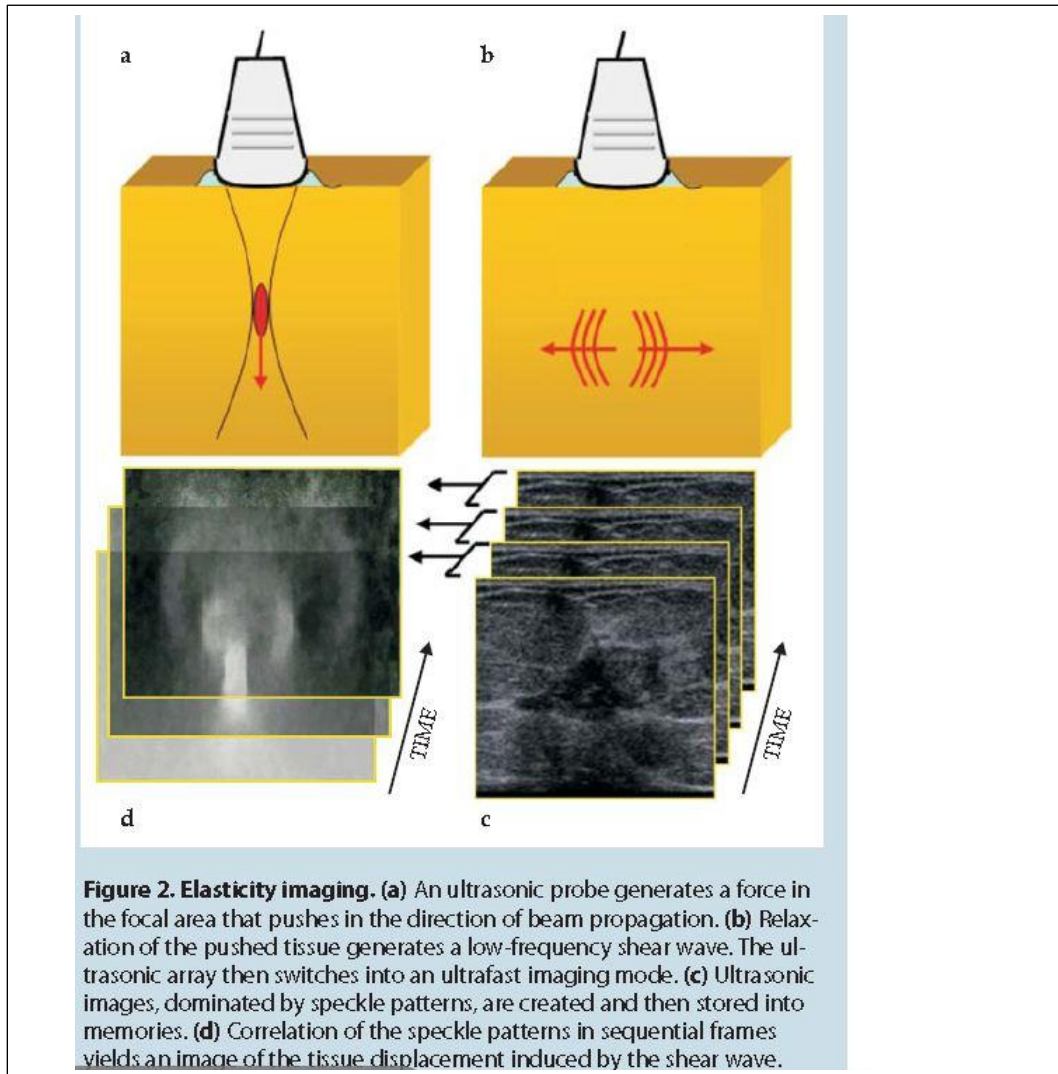 a
b
TIME
TIME
d
c
Figure 2. Elasticity imaging. (a) An ultrasonic probe generates a force in
the focal area that pushes in the direction of beam propagation. (b) Relax-
ation of the pushed tissue generates a low-frequency shear wave. The ul-
trasonic array then switches into an ultrafast imaging mode. (c) Ultrasonic
images, dominated by speckle patterns, are created and then stored into
memories. (d) Correlation of the speckle patterns in sequential frames
yields an image of the tissue displacement induced by the shear wave.